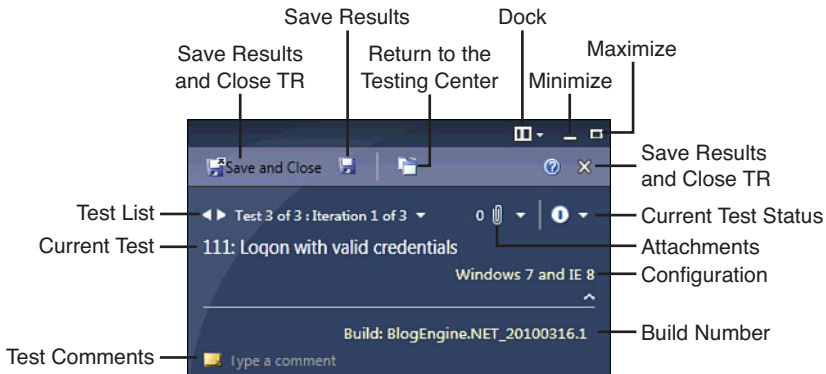 Save Results
Dock
Save Results
and Close TR
Return to the
Testing Center
Maximize
Minimize
Save and Close
Save Results
and Close TR
Test List
Test 3 of 3 : Iteration 1 of 3
0
Current Test Status
Current Test
111: Logon with valid credentials
Attachments
Windows 7 and IE 8
Configuration
Build: BlogEngine.NET_20100316.1
Build Number
Test Comments
Type a comment